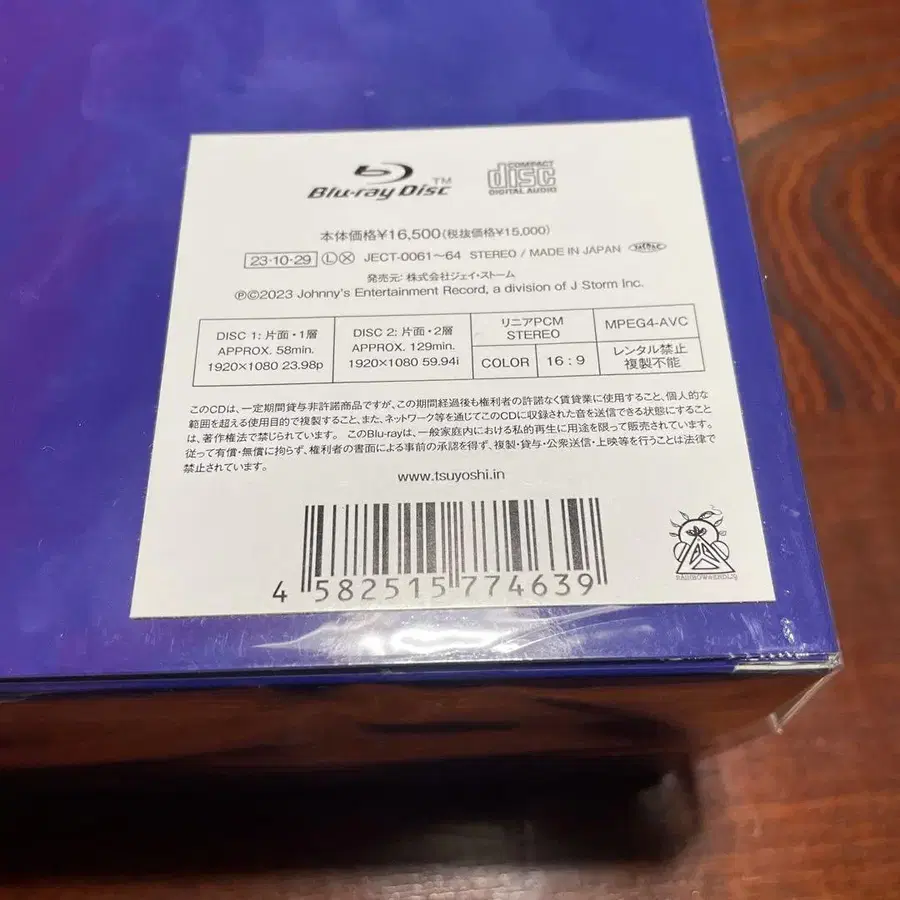 Blu-ray Disc TM
COMPACT
disc
DIGITAL AUDIO
本体価格¥16,500(税抜価格¥15,000)
23・10・29 Ⓛ Ⓧ JECT-0061~64 STEREO / MADE IN JAPAN
発売元: 株式会社ジェイ・ストーム
ⓅⒸ2023 Johnny's Entertainment Record, a division of J Storm Inc.
DISC 1: 片面・1層
APPROX. 58min.
1920×1080 23.98p
DISC 2: 片面・2層
APPROX. 129min.
1920×1080 59.94i
リニアPCM
STEREO
COLOR
16:9
MPEG4-AVC
レンタル禁止
複製不能
このCDは、一定期間貸与非許諾商品ですが、この期間経過後も権利者の許諾なく賃貸業に使用すること、個人的な
範囲を超える使用目的で複製すること、また、ネットワーク等を通じてこのCDに収録された音を送信できる状態にすること
は、著作権法で禁じられています。 このBlu-rayは、一般家庭内における私的再生に用途を限って販売されています。
従って有償・無償に拘らず、権利者の書面による事前の承認を得ず、複製・貸与・公衆送信・上映等を行うことは法律で
禁止されています。
www.tsuyoshi.in
4 582515 774639